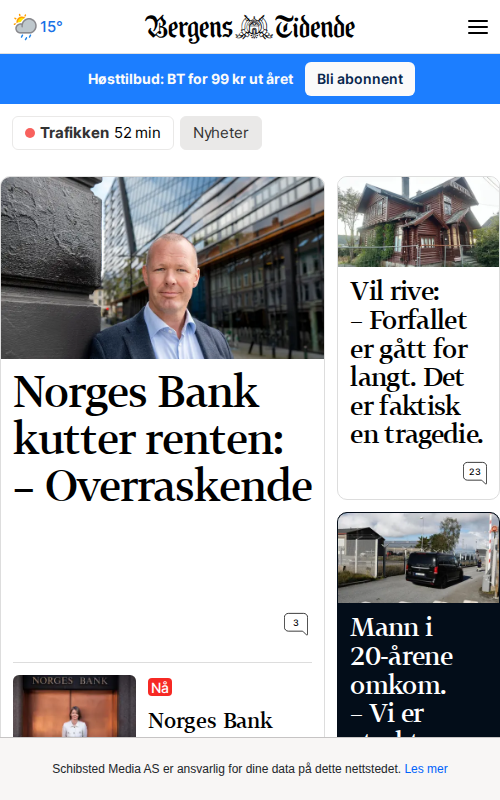 15°
Bergens Tidende
Høsttilbud: BT for 99 kr ut året
Bli abonnent
Trafikken 52 min
Nyheter
Norges Bank
kutter renten:
– Overraskende
3
NORGES BANK
Nå
Norges Bank
Vil rive:
– Forfallet
er gått for
langt. Det
er faktisk
en tragedie.
23
Mann i
20-årene
omkom.
– Vi er
Schibsted Media AS er ansvarlig for dine data på dette nettstedet. Les mer